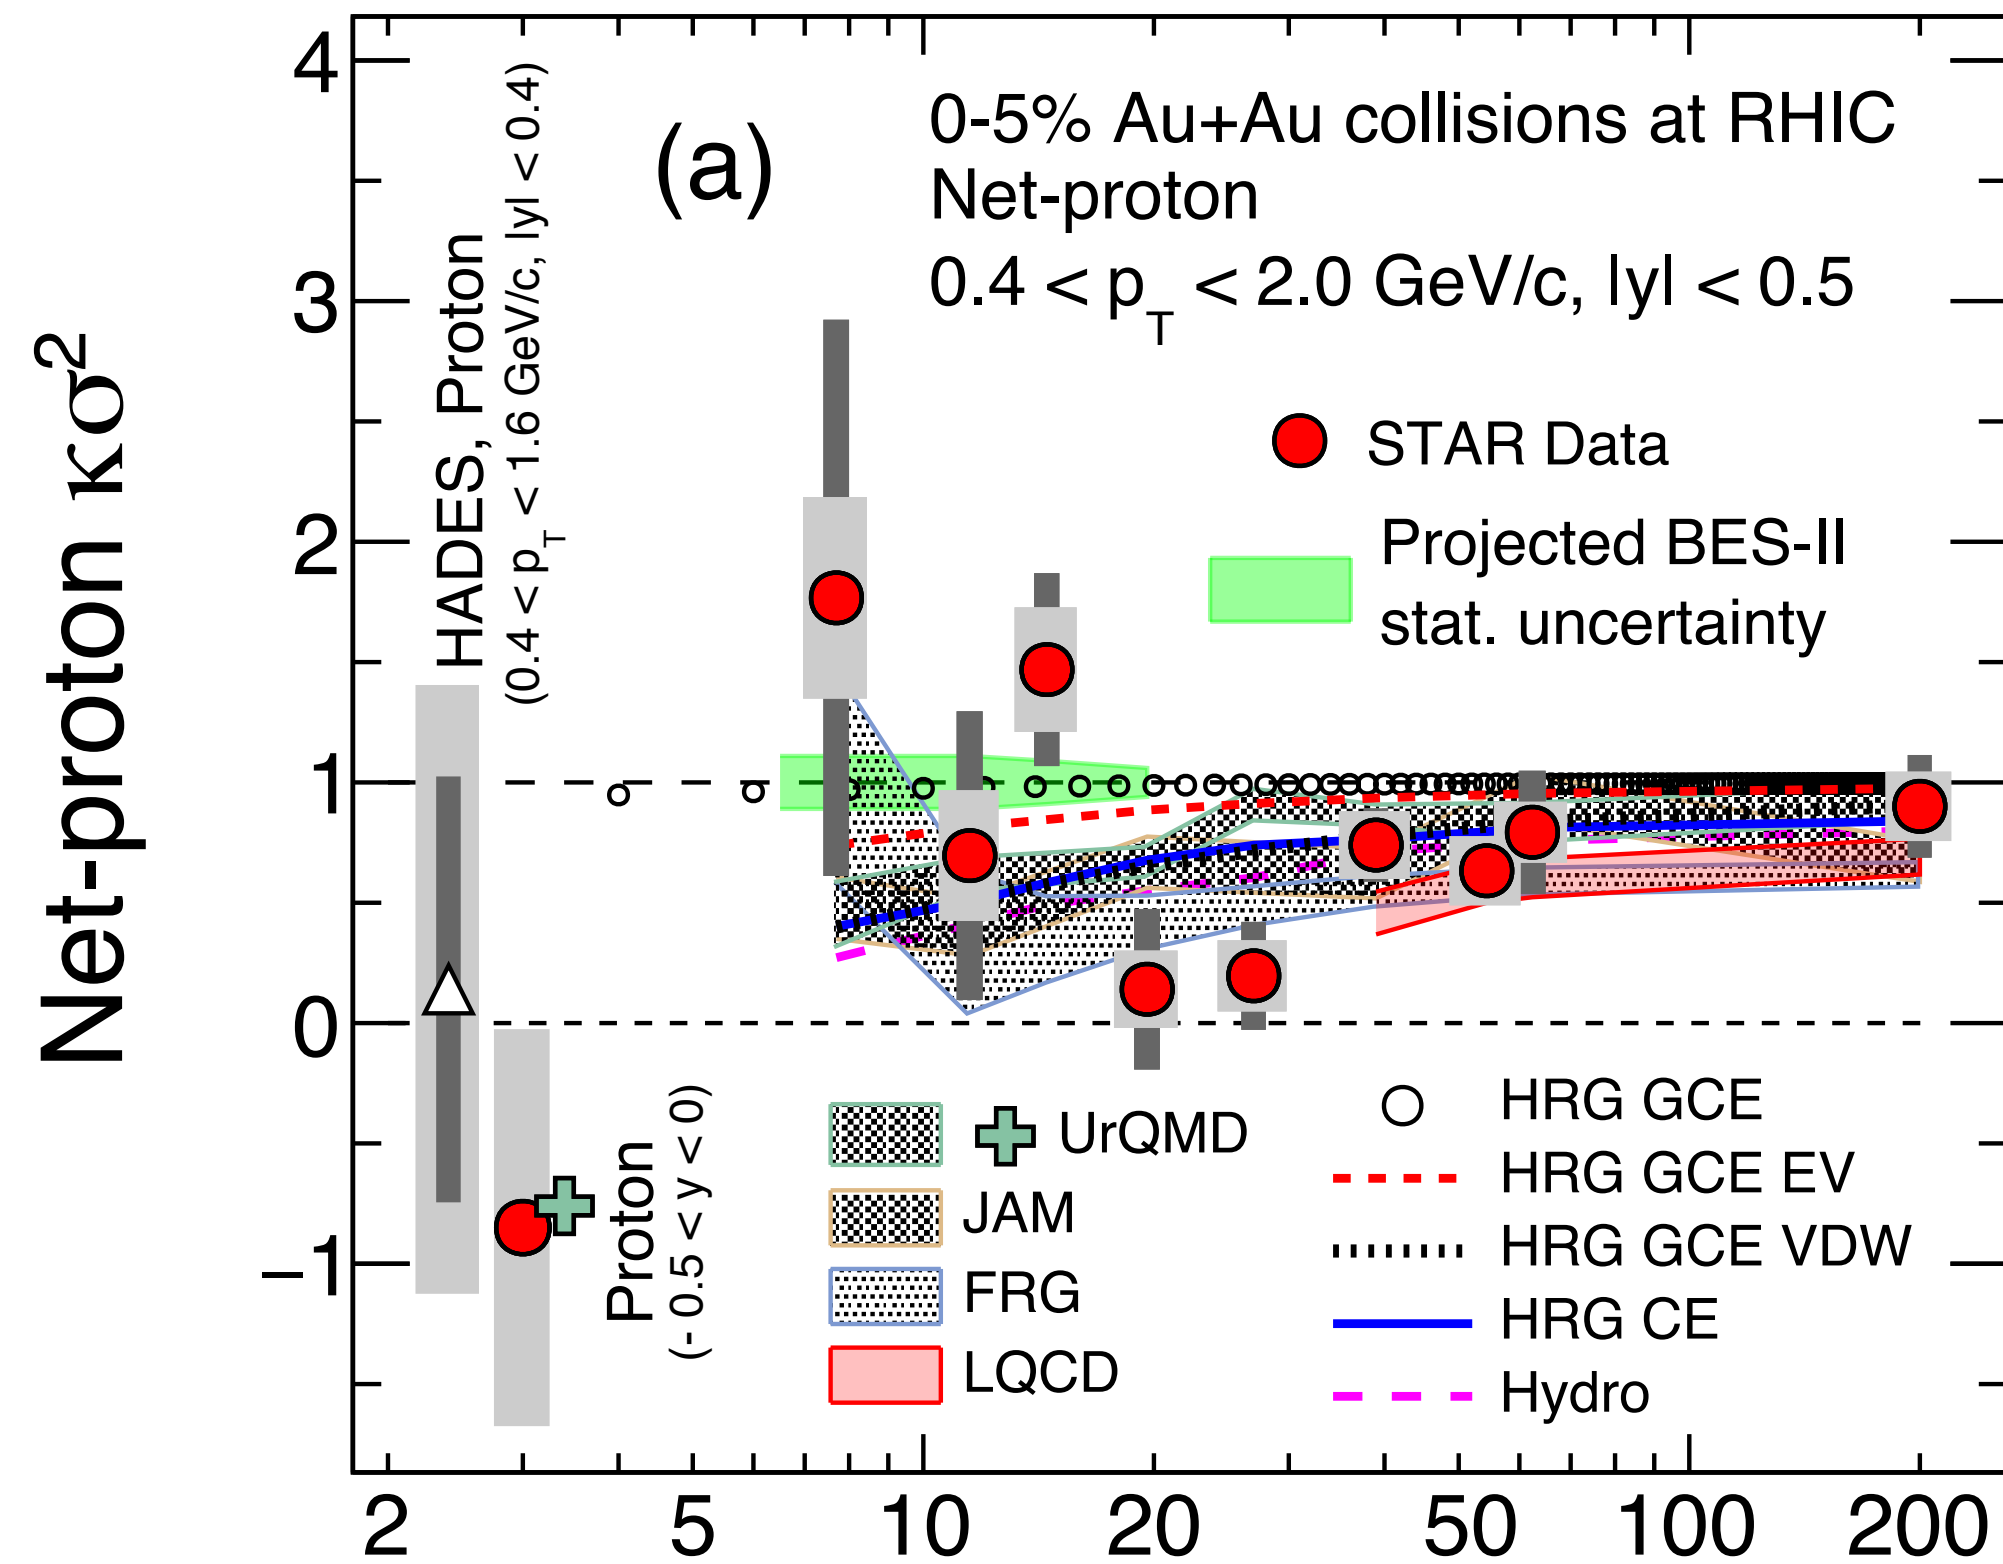 Net-proton κσ²
4
3
2
1
0
−1
2
5
10
20
50
100
200
(a)
0-5% Au+Au collisions at RHIC
Net-proton
0.4 < p_T < 2.0 GeV/c, |y| < 0.5
HADES, Proton
(0.4 < p_T < 1.6 GeV/c, |y| < 0.4)
STAR Data
Projected BES-II
stat. uncertainty
Proton
(- 0.5 < y < 0)
UrQMD
JAM
FRG
LQCD
HRG GCE
HRG GCE EV
HRG GCE VDW
HRG CE
Hydro